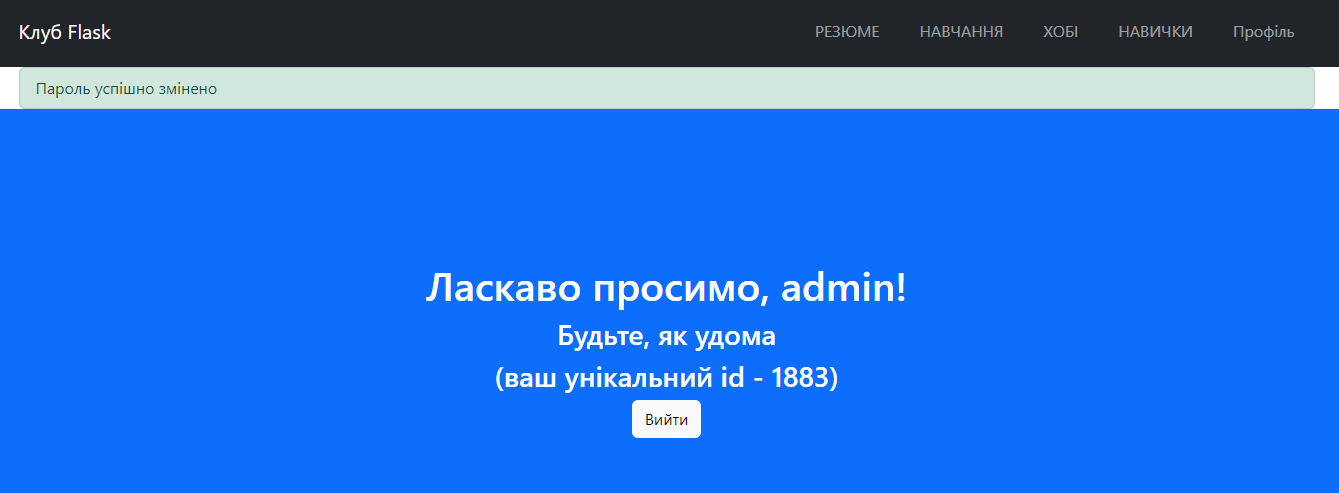 Клуб Flask
РЕЗЮМЕ НАВЧАННЯ ХОБІ НАВИЧКИ Профіль
Пароль успішно змінено
Ласкаво просимо, admin!
Будьте, як удома
(ваш унікальний id - 1883)
Вийти